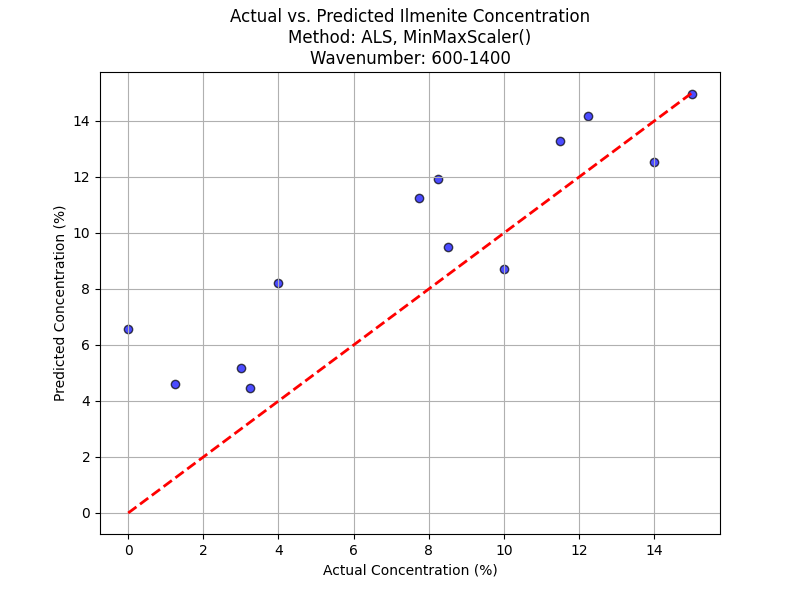 Actual vs. Predicted Ilmenite Concentration
Method: ALS, MinMaxScaler()
Wavenumber: 600-1400
Predicted Concentration (%)
14
12
10
8
6
4
2
0
0 2 4 6 8 10 12 14
Actual Concentration (%)